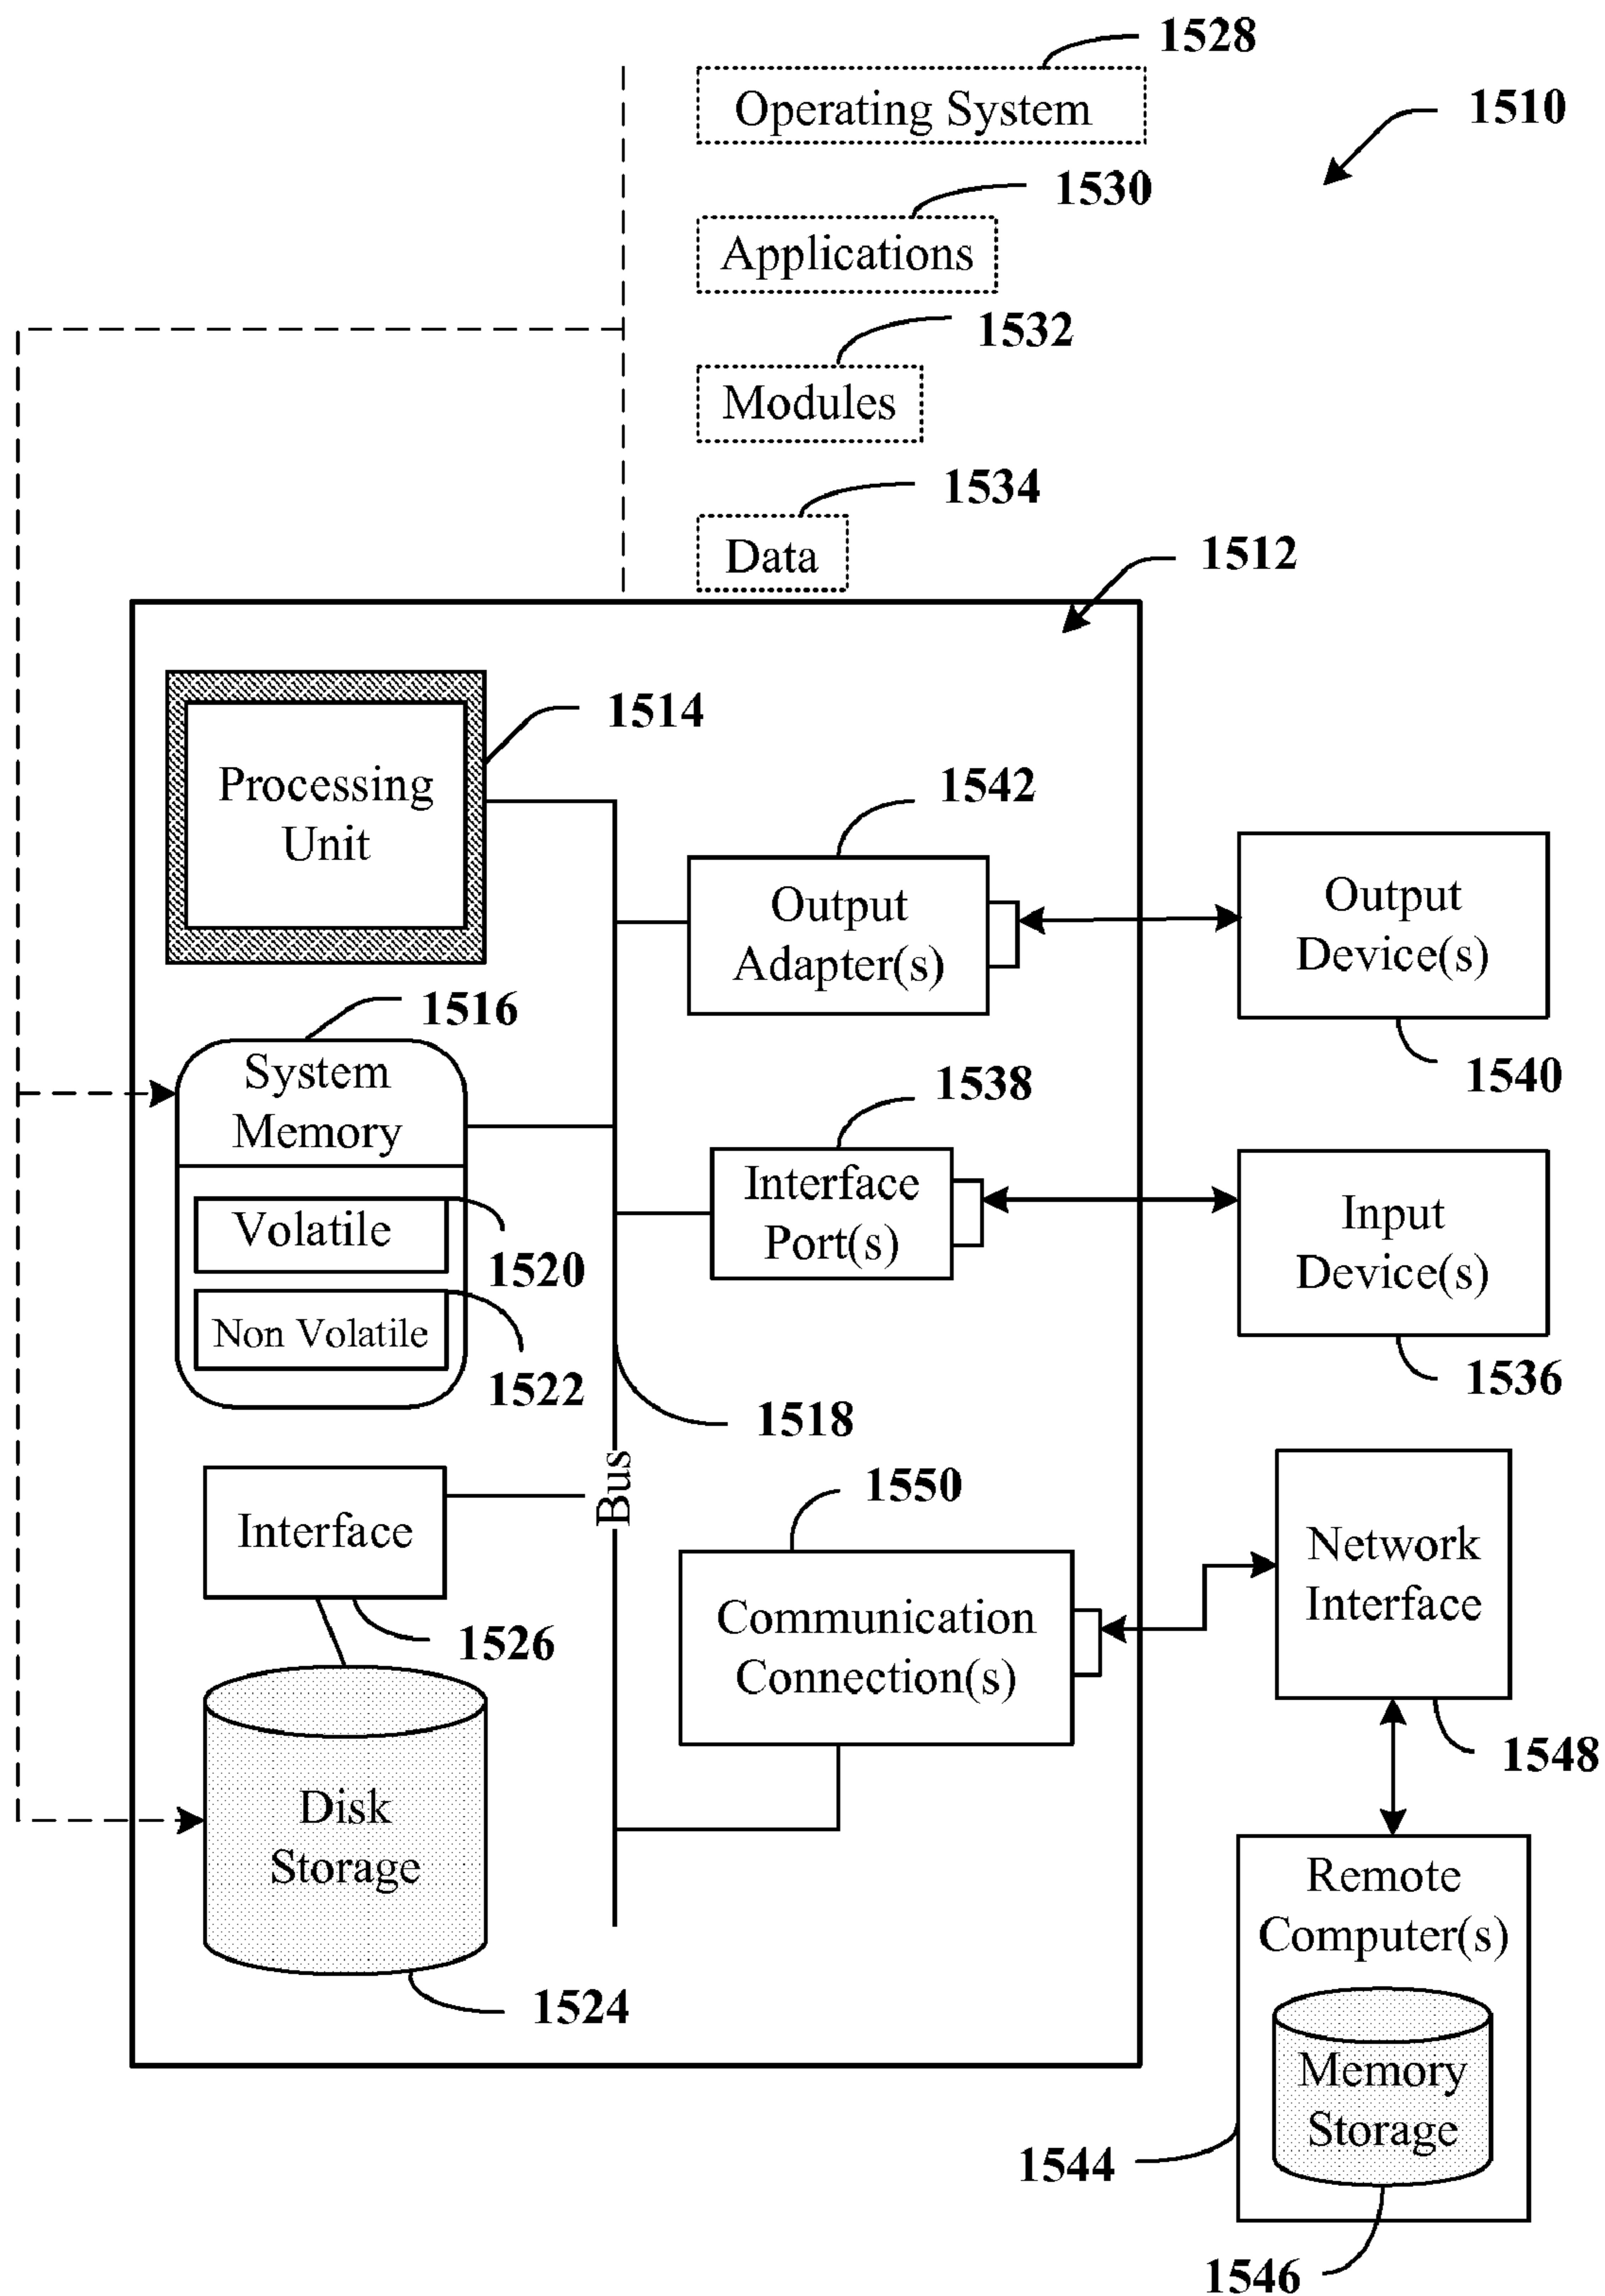 1528
Operating System
1510
1530
Applications
1532
Modules
1534
Data
1512
1514
Processing
Unit
1542
Output
Adapter(s)
Output
Device(s)
1540
1516
System
Memory
1538
Interface
Port(s)
Input
Device(s)
1536
Volatile
1520
Non Volatile
1522
1518
Bus
1550
Interface
1526
Communication
Connection(s)
Network
Interface
1548
Disk
Storage
1524
Remote
Computer(s)
Memory
Storage
1544
1546